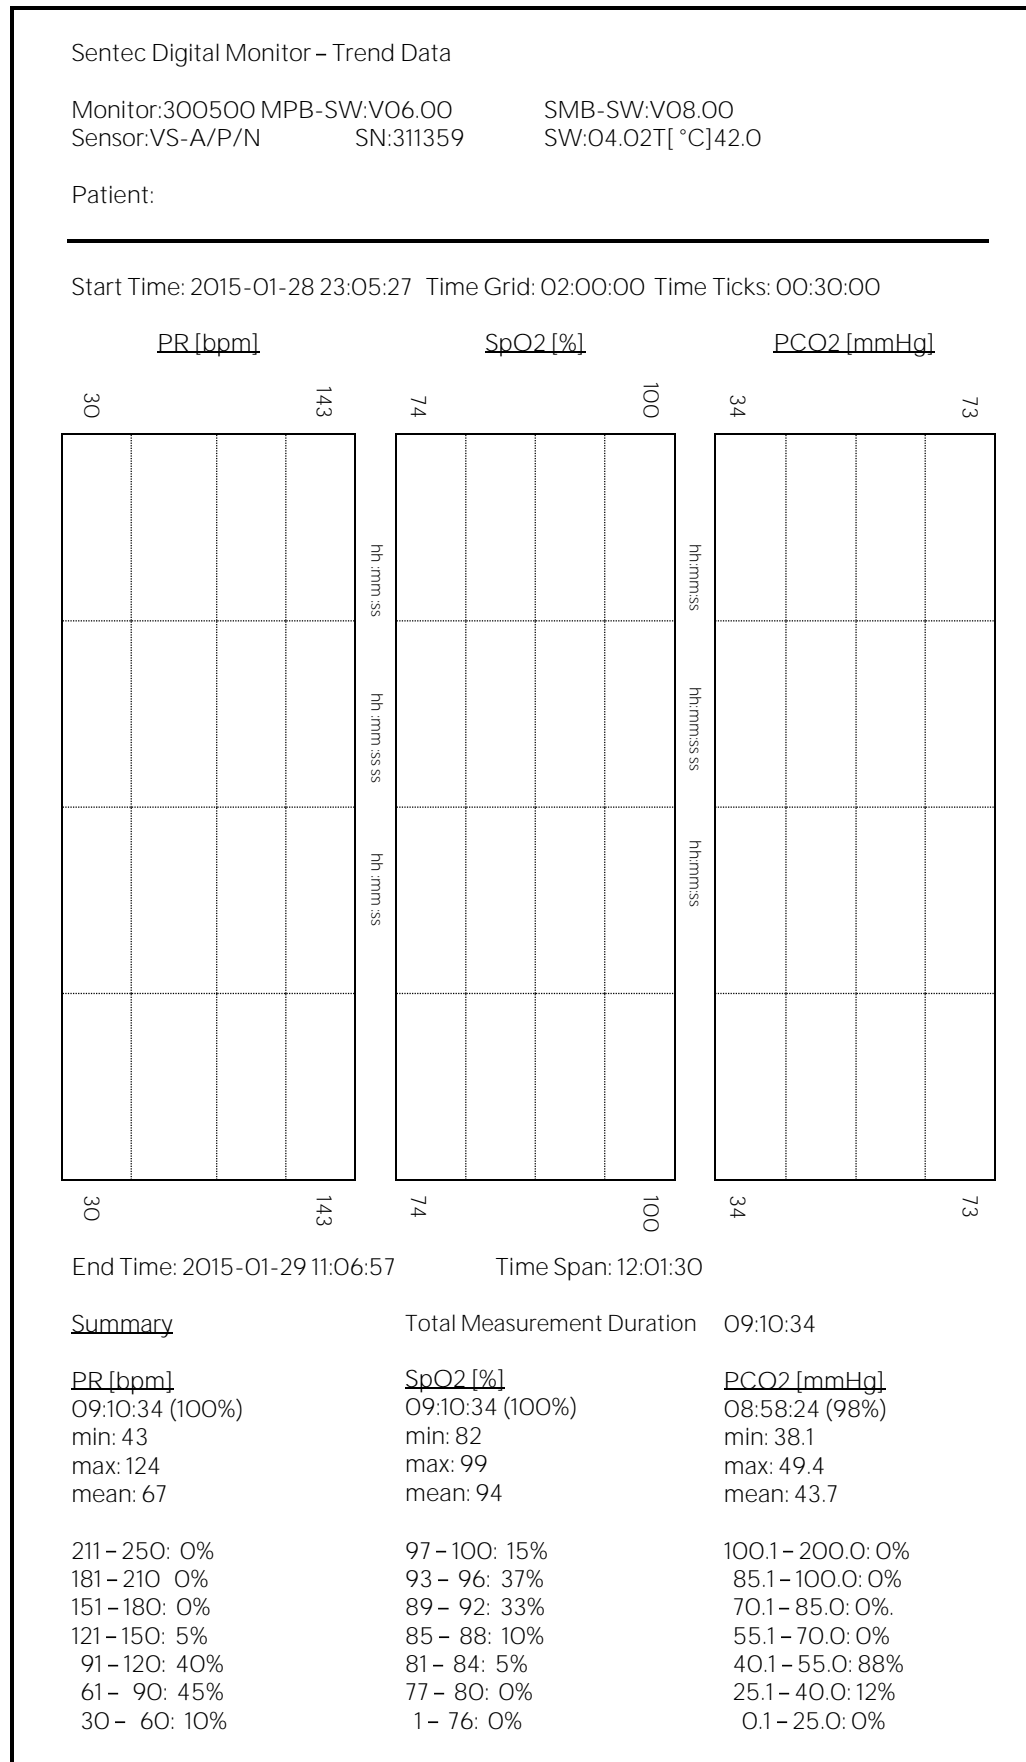 Sentec Digital Monitor – Trend Data
Monitor:300500 MPB-SW:V06.00 SMB-SW:V08.00
Sensor:VS-A/P/N SN:311359 SW:04.02T[ °C]42.0
Patient:
Start Time: 2015-01-28 23:05:27 Time Grid: 02:00:00 Time Ticks: 00:30:00
PR [bpm] SpO2 [%] PCO2 [mmHg]
30 143 74 100 34 73
hh:mm:ss hh:mm:ss
hh:mm:ss ss hh:mm:ss ss
hh:mm:ss hh:mm:ss
30 143 74 100 34 73
End Time: 2015-01-29 11:06:57 Time Span: 12:01:30
Summary Total Measurement Duration 09:10:34
PR [bpm] SpO2 [%] PCO2 [mmHg]
09:10:34 (100%) 09:10:34 (100%) 08:58:24 (98%)
min: 43 min: 82 min: 38.1
max: 124 max: 99 max: 49.4
mean: 67 mean: 94 mean: 43.7
211 – 250: 0% 97 – 100: 15% 100.1 – 200.0: 0%
181 – 210 0% 93 – 96: 37% 85.1 – 100.0: 0%
151 – 180: 0% 89 – 92: 33% 70.1 – 85.0: 0%.
121 – 150: 5% 85 – 88: 10% 55.1 – 70.0: 0%
91 – 120: 40% 81 – 84: 5% 40.1 – 55.0: 88%
61 – 90: 45% 77 – 80: 0% 25.1 – 40.0: 12%
30 – 60: 10% 1 – 76: 0% 0.1 – 25.0: 0%